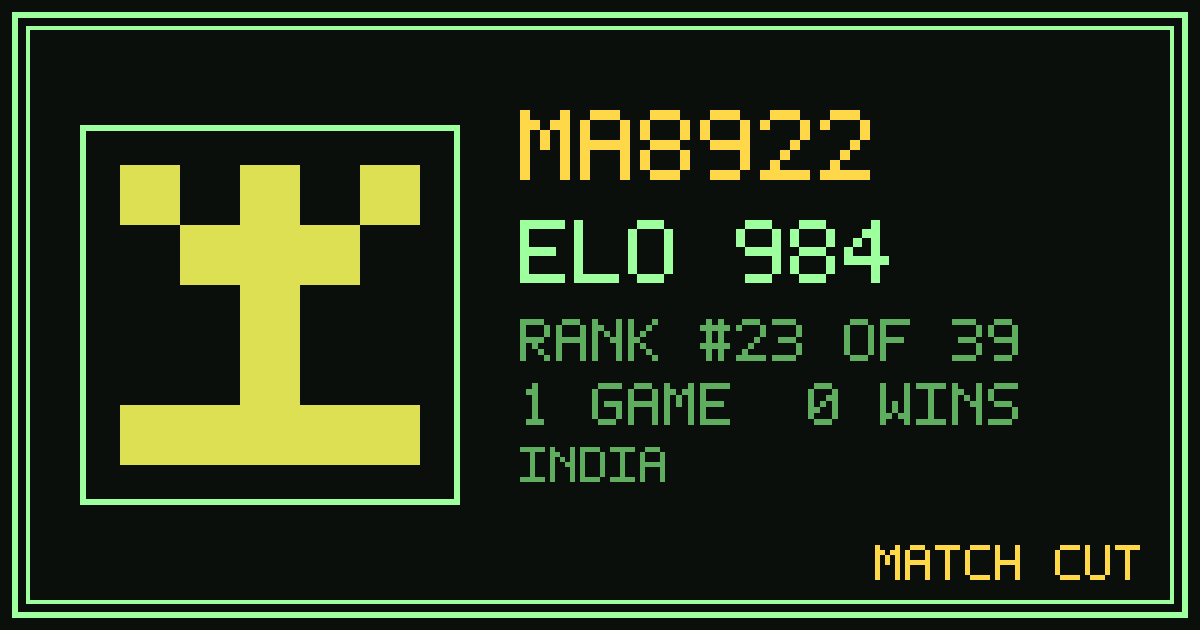 MA8922
ELO 984
RANK #23 OF 39
1 GAME  0 WINS
INDIA
MATCH CUT